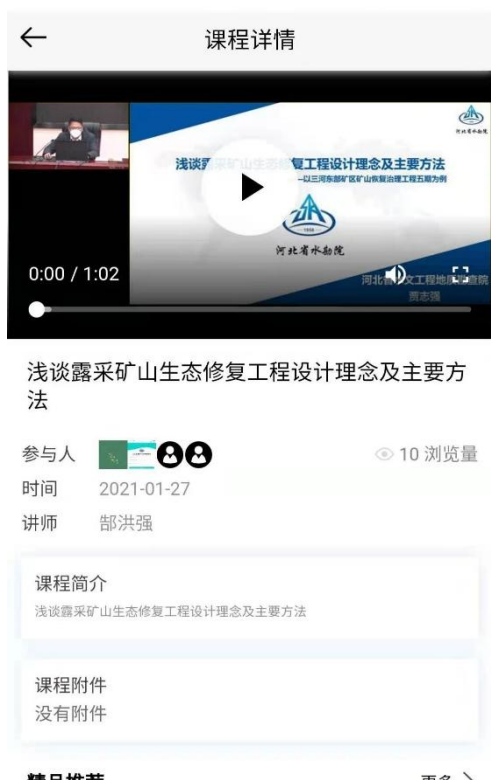 课程详情
河北省水勘院
浅谈露采矿山生态修复工程设计理念及主要方法
—以三河东部矿区矿山恢复治理工程五期为例
1958
河北省水勘院
0:00 / 1:02
河北省水文工程地质勘查院
贾志强
浅谈露采矿山生态修复工程设计理念及主要方
法
参与人
10 浏览量
时间 2021-01-27
讲师 郜洪强
课程简介
浅谈露采矿山生态修复工程设计理念及主要方法
课程附件
没有附件
精品推荐 更多